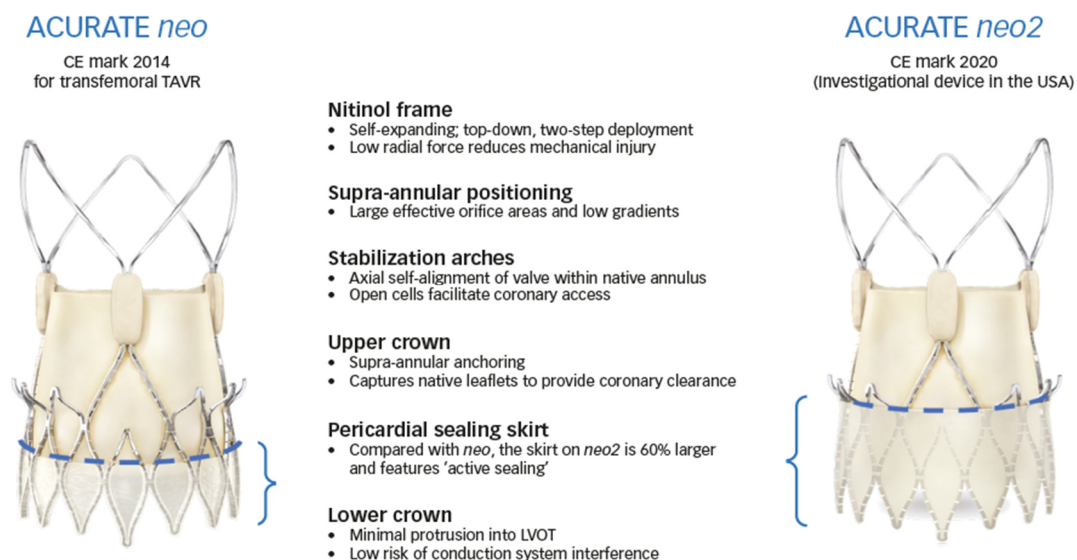 ACURATE neo
CE mark 2014
for transfemoral TAVR
Nitinol frame
• Self-expanding; top-down, two-step deployment
• Low radial force reduces mechanical injury
Supra-annular positioning
• Large effective orifice areas and low gradients
Stabilization arches
• Axial self-alignment of valve within native annulus
• Open cells facilitate coronary access
Upper crown
• Supra-annular anchoring
• Captures native leaflets to provide coronary clearance
Pericardial sealing skirt
• Compared with neo, the skirt on neo2 is 60% larger
and features ‘active sealing’
Lower crown
• Minimal protrusion into LVOT
• Low risk of conduction system interference
ACURATE neo2
CE mark 2020
(Investigational device in the USA)